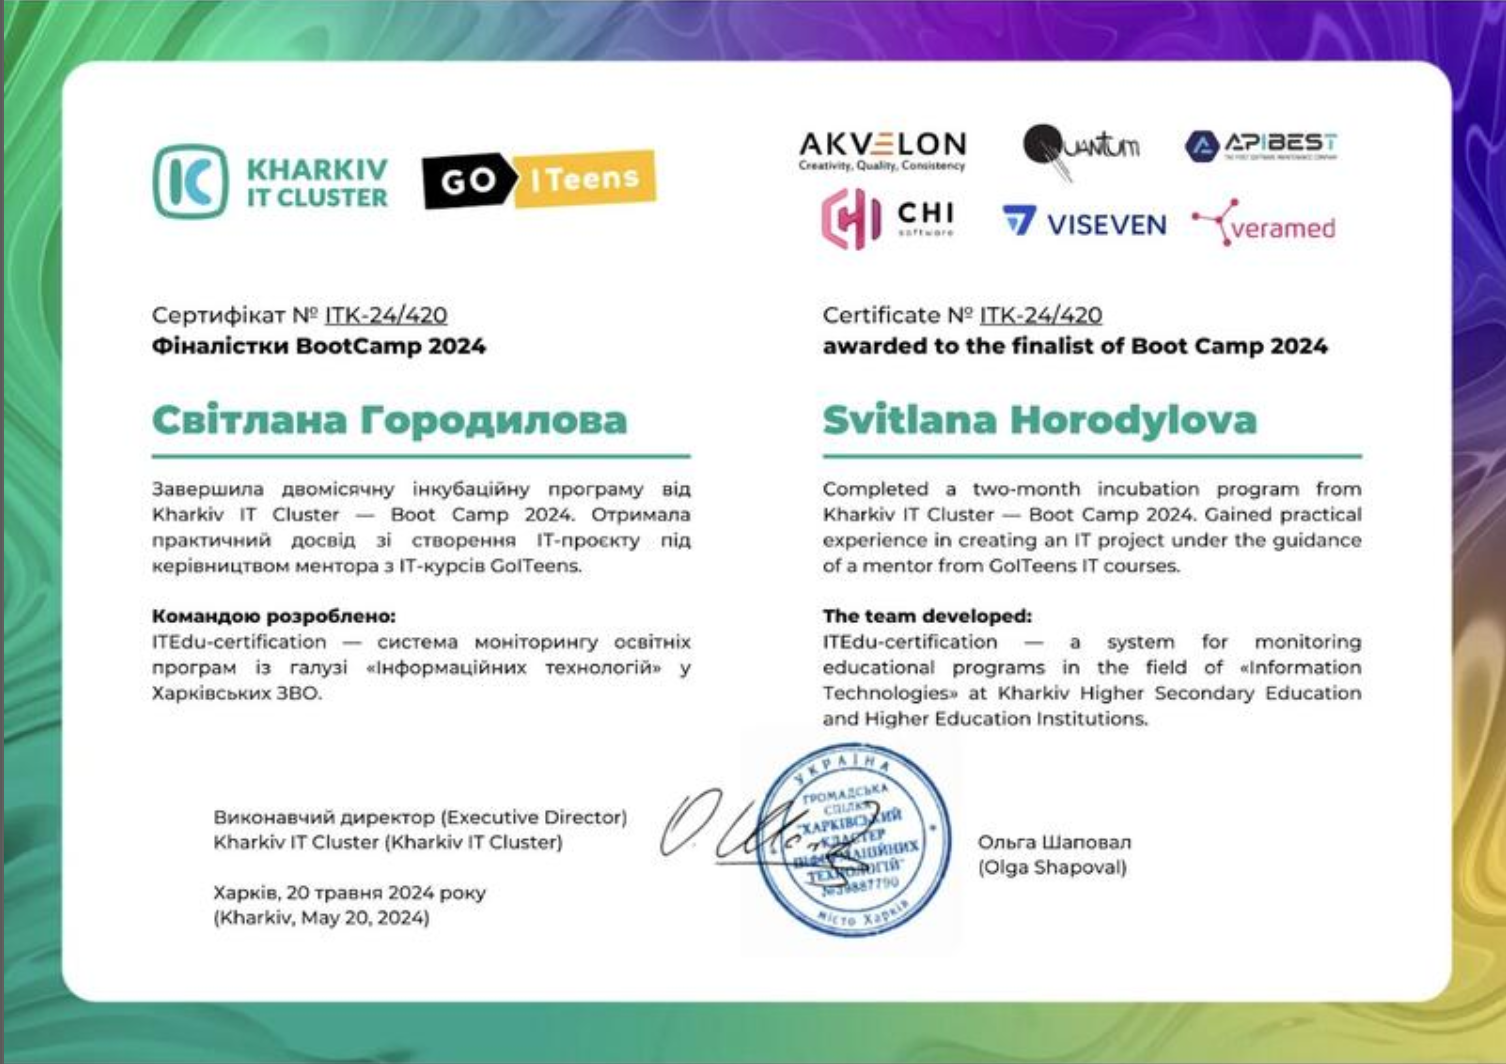 KHARKIV
IT CLUSTER
GO ITeens
AKVELON
Creativity, Quality, Consistency
QUANTUM
APIBEST
CHI
software
VISEVEN
veramed
Сертифікат № ITK-24/420
Фіналістки BootCamp 2024
Світлана Городилова
Завершила двомісячну інкубаційну програму від
Kharkiv IT Cluster — Boot Camp 2024. Отримала
практичний досвід зі створення ІТ-проєкту під
керівництвом ментора з ІТ-курсів GoITeens.
Командою розроблено:
ITEdu-certification — система моніторингу освітніх
програм із галузі «Інформаційних технологій» у
Харківських ЗВО.
Certificate № ITK-24/420
awarded to the finalist of Boot Camp 2024
Svitlana Horodylova
Completed a two-month incubation program from
Kharkiv IT Cluster — Boot Camp 2024. Gained practical
experience in creating an IT project under the guidance
of a mentor from GoITeens IT courses.
The team developed:
ITEdu-certification — a system for monitoring
educational programs in the field of «Information
Technologies» at Kharkiv Higher Secondary Education
and Higher Education Institutions.
Виконавчий директор (Executive Director)
Kharkiv IT Cluster (Kharkiv IT Cluster)
Харків, 20 травня 2024 року
(Kharkiv, May 20, 2024)
УКРАЇНА
ГРОМАДСЬКА
СПІЛКА
"ХАРКІВСЬКИЙ
КЛАСТЕР
ІНФОРМАЦІЙНИХ
ТЕХНОЛОГІЙ"
№39887790
місто Харків
Ольга Шаповал
(Olga Shapoval)